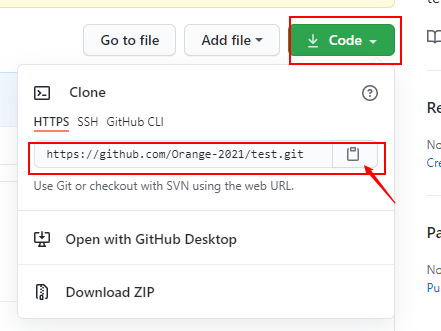 te
Go to file Add file Code
Clone
HTTPS SSH GitHub CLI
https://github.com/Orange-2021/test.git
Use Git or checkout with SVN using the web URL.
Open with GitHub Desktop
Download ZIP
Re
No
Cre
Pa
No
Pu